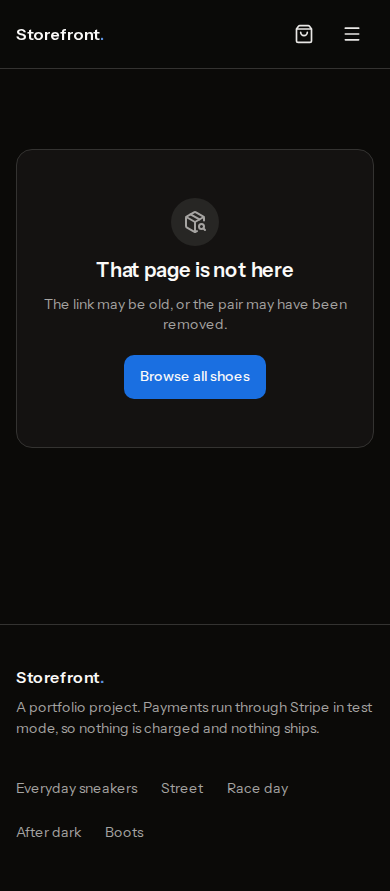 Storefront.
That page is not here
The link may be old, or the pair may have been
removed.
Browse all shoes
Storefront.
A portfolio project. Payments run through Stripe in test
mode, so nothing is charged and nothing ships.
Everyday sneakers Street Race day
After dark Boots